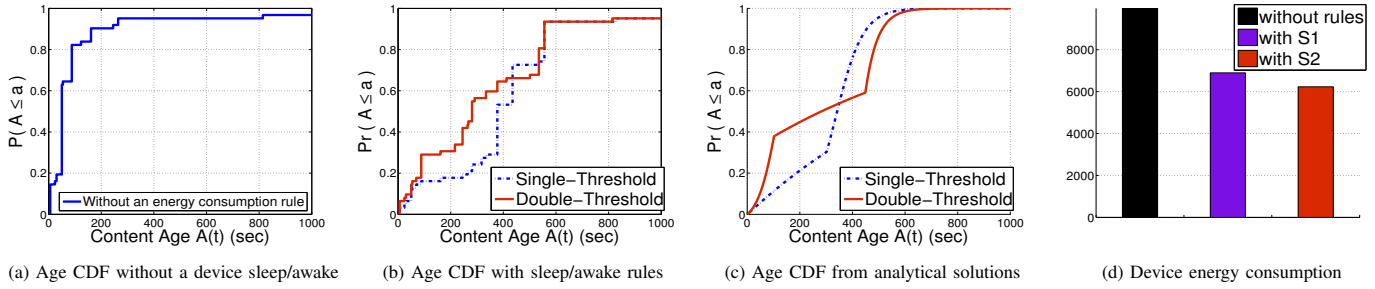 1
0.8
0.6
0.4
0.2
0
P( A ≤ a )
0 200 400 600 800 1000
Content Age A(t) (sec)
Without an energy consumption rule
(a) Age CDF without a device sleep/awake
1
0.8
0.6
0.4
0.2
0
Pr ( A ≤ a )
0 200 400 600 800 1000
Content Age A(t) (sec)
Single−Threshold
Double−Threshold
(b) Age CDF with sleep/awake rules
1
0.8
0.6
0.4
0.2
0
Pr ( A ≤ a )
0 200 400 600 800 1000
Content Age A(t) (sec)
Single−Threshold
Double−Threshold
(c) Age CDF from analytical solutions
8000
6000
4000
2000
0
without rules
with S1
with S2
(d) Device energy consumption